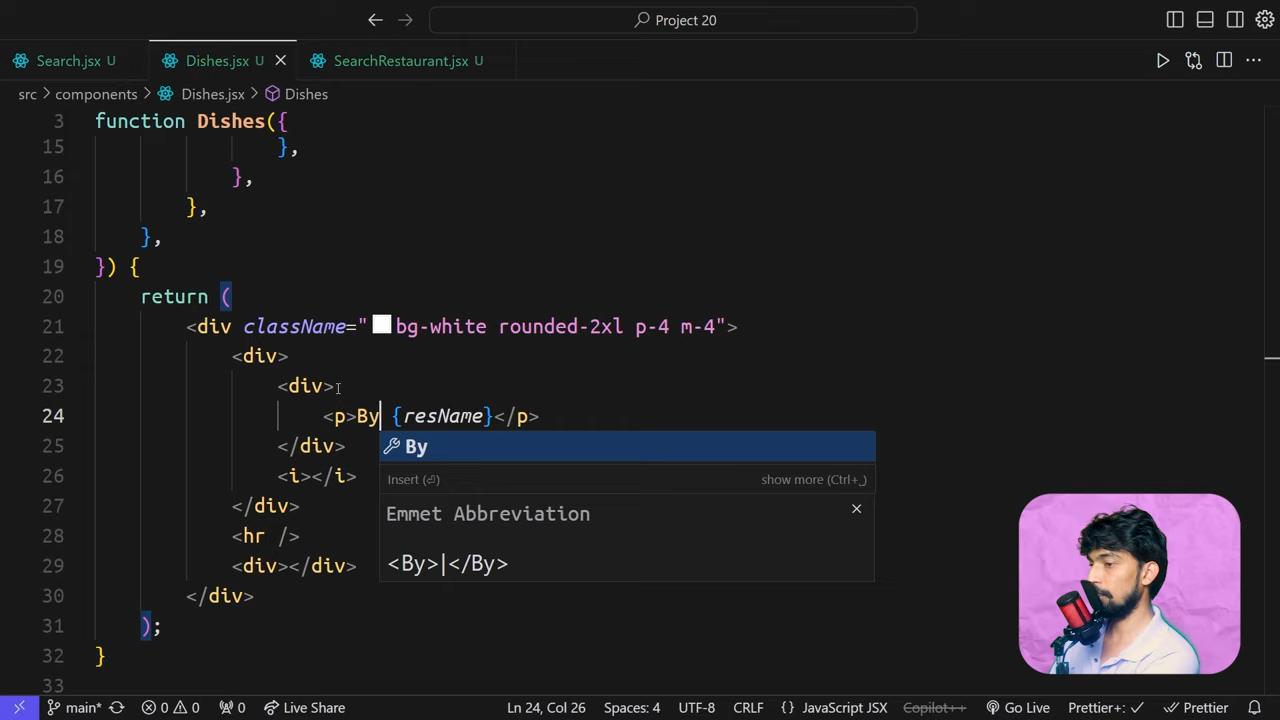 Project 20
Search.jsx U
Dishes.jsx U
SearchRestaurant.jsx U
src > components > Dishes.jsx > Dishes
3 function Dishes({
15 },
16 },
17 },
18 },
19 }) {
20 return (
21 <div className="bg-white rounded-2xl p-4 m-4">
22 <div>
23 <div>
24 <p>By {resName}</p>
By
25 </div>
Insert (⏎) show more (Ctrl+␣)
26 <i></i>
Emmet Abbreviation
27 </div>
28 <hr />
<By>|</By>
29 <div></div>
30 </div>
31 );
32 }
33
main* 0 0 0 Live Share Ln 24, Col 26 Spaces: 4 UTF-8 CRLF {} JavaScript JSX Copilot++ Go Live Prettier+ Prettier